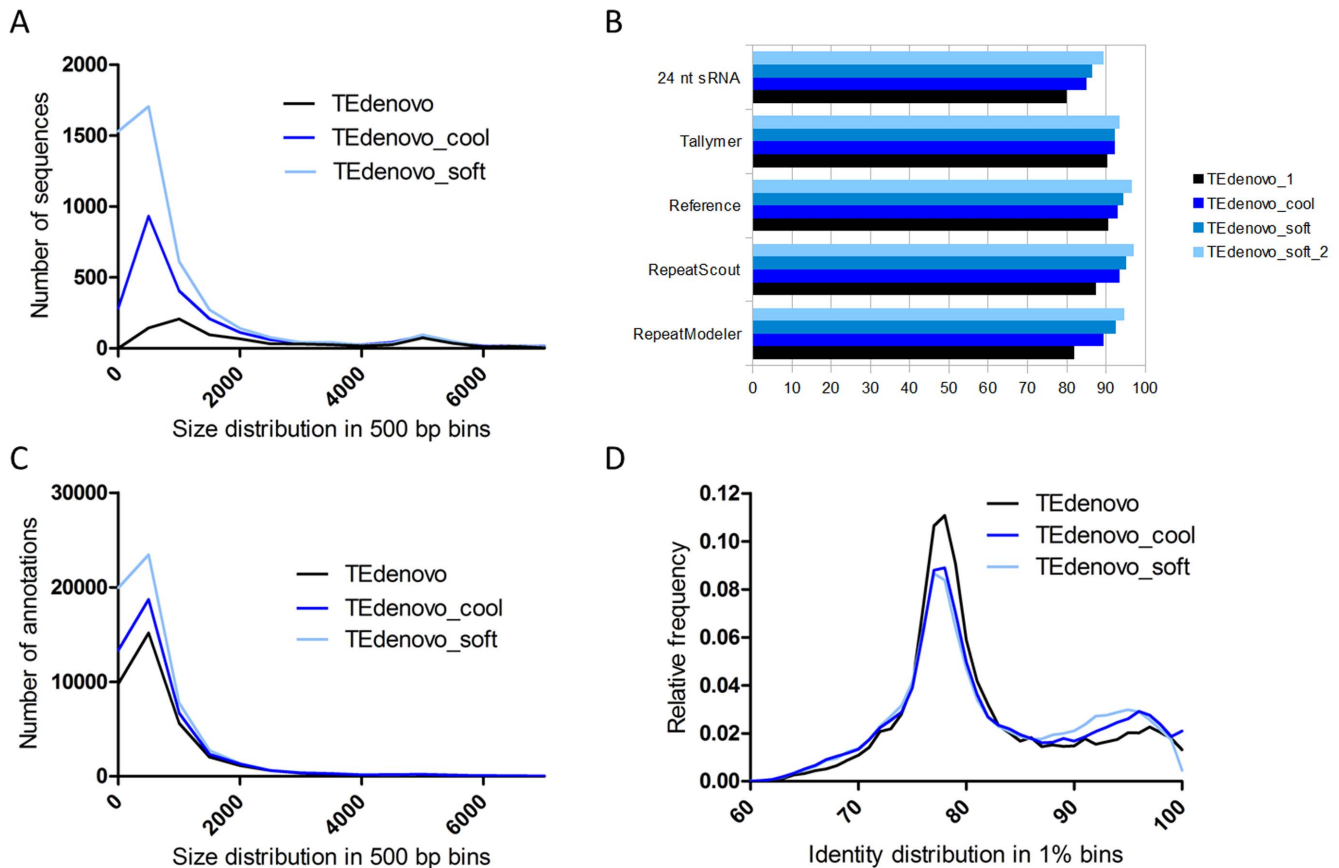 A
2000
1500
1000
500
0
Number of sequences
TEdenovo
TEdenovo_cool
TEdenovo_soft
0
2000
4000
6000
Size distribution in 500 bp bins
B
24 nt sRNA
Tallymer
Reference
RepeatScout
RepeatModeler
0 10 20 30 40 50 60 70 80 90 100
TEdenovo_1
TEdenovo_cool
TEdenovo_soft
TEdenovo_soft_2
C
30000
20000
10000
0
Number of annotations
TEdenovo
TEdenovo_cool
TEdenovo_soft
0
2000
4000
6000
Size distribution in 500 bp bins
D
0.12
0.10
0.08
0.06
0.04
0.02
0.00
Relative frequency
TEdenovo
TEdenovo_cool
TEdenovo_soft
60
70
80
90
100
Identity distribution in 1% bins